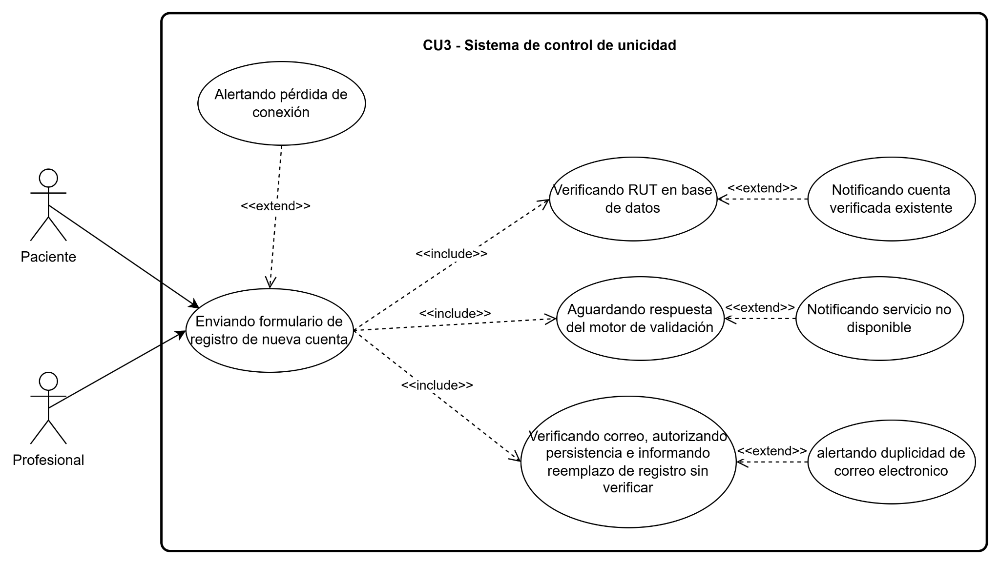 CU3 - Sistema de control de unicidad
Alertando pérdida de
conexión
<<extend>>
Paciente
Profesional
Enviando formulario de
registro de nueva cuenta
<<include>>
<<include>>
<<include>>
Verificando RUT en base
de datos
<<extend>>
Notificando cuenta
verificada existente
Aguardando respuesta
del motor de validación
<<extend>>
Notificando servicio no
disponible
Verificando correo, autorizando
persistencia e informando
reemplazo de registro sin
verificar
<<extend>>
alertando duplicidad de
correo electronico